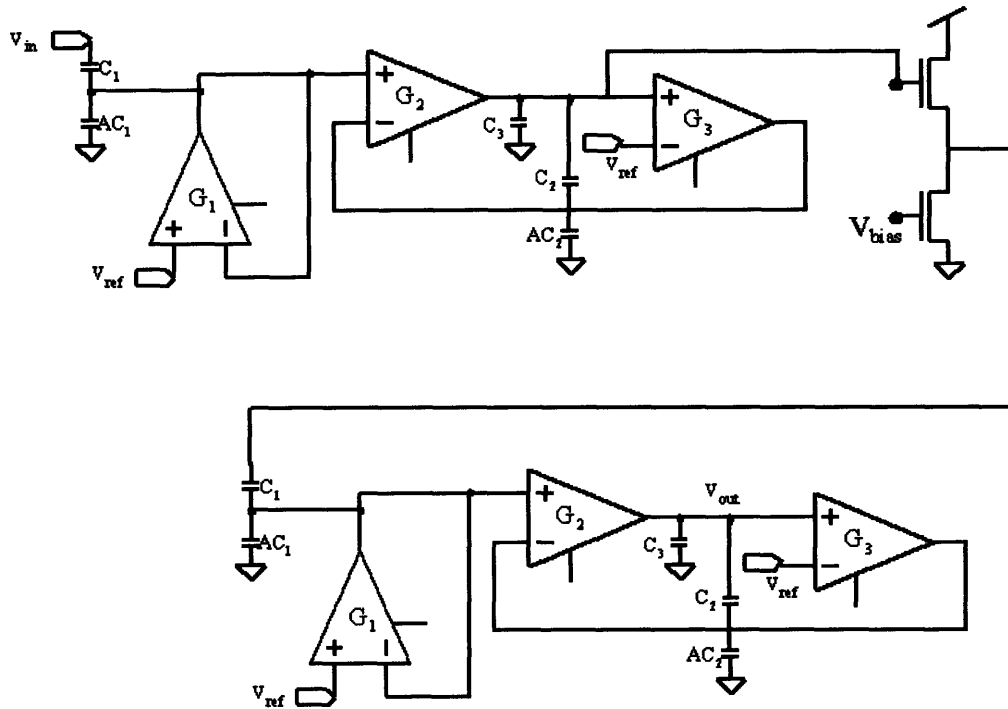 V_in
C_1
AC_1
G_1
+
−
V_ref
+
−
G_2
C_3
C_2
AC_2
+
−
G_3
V_ref
V_bias
C_1
AC_1
G_1
+
−
V_ref
+
−
G_2
C_3
V_out
C_2
AC_2
+
−
G_3
V_ref